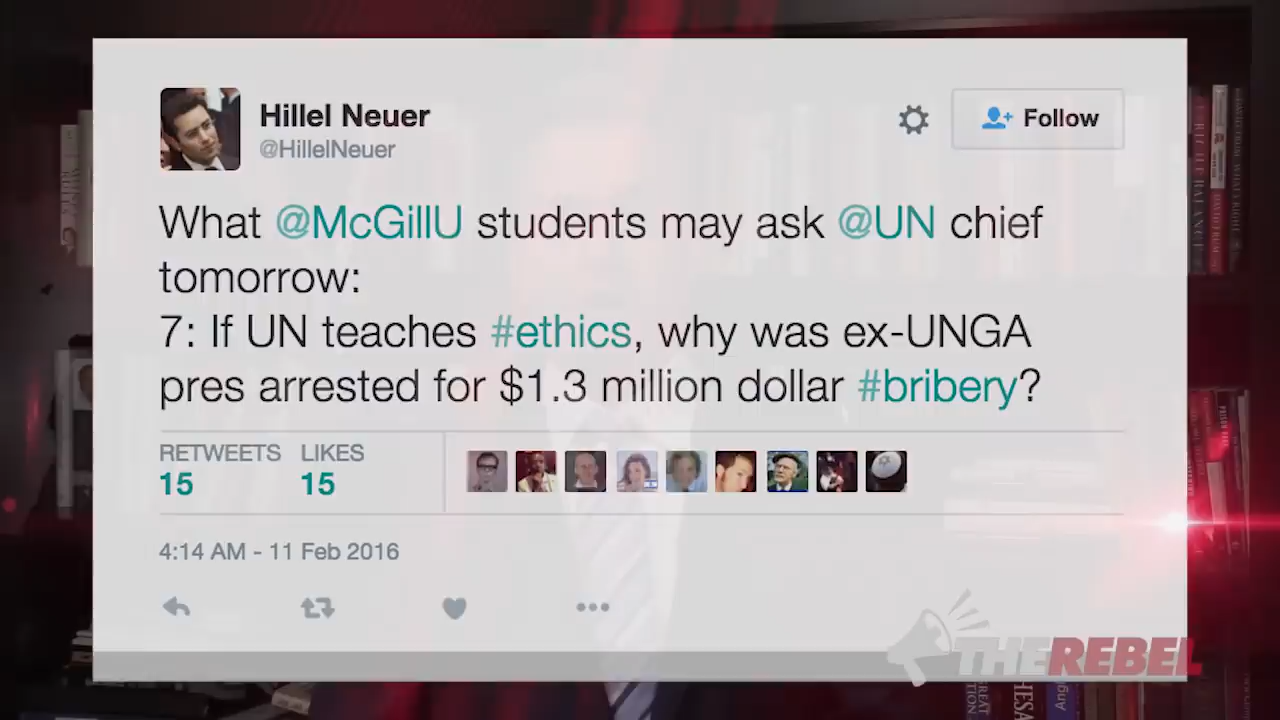 Hillel Neuer
@HillelNeuer
Follow
What @McGillU students may ask @UN chief
tomorrow:
7: If UN teaches #ethics, why was ex-UNGA
pres arrested for $1.3 million dollar #bribery?
RETWEETS LIKES
15 15
4:14 AM - 11 Feb 2016
THEREBEL